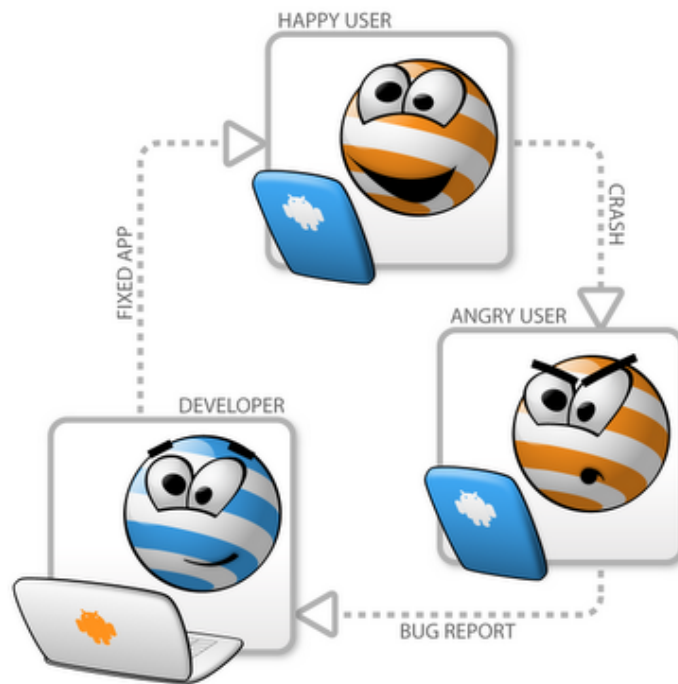 HAPPY USER
CRASH
FIXED APP
ANGRY USER
DEVELOPER
BUG REPORT